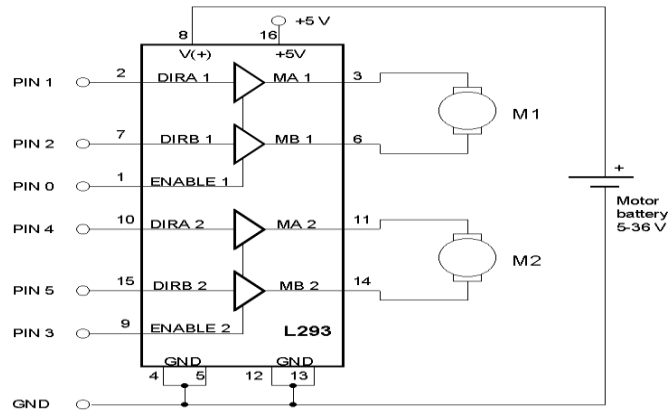 +5 V
8 16
V(+) +5V
PIN 1 2 DIRA 1 MA 1 3
M1
PIN 2 7 DIRB 1 MB 1 6
PIN 0 1 ENABLE 1
+
Motor
battery
5-36 V
PIN 4 10 DIRA 2 MA 2 11
M2
PIN 5 15 DIRB 2 MB 2 14
PIN 3 9 ENABLE 2
L293
GND GND
4 5 12 13
GND